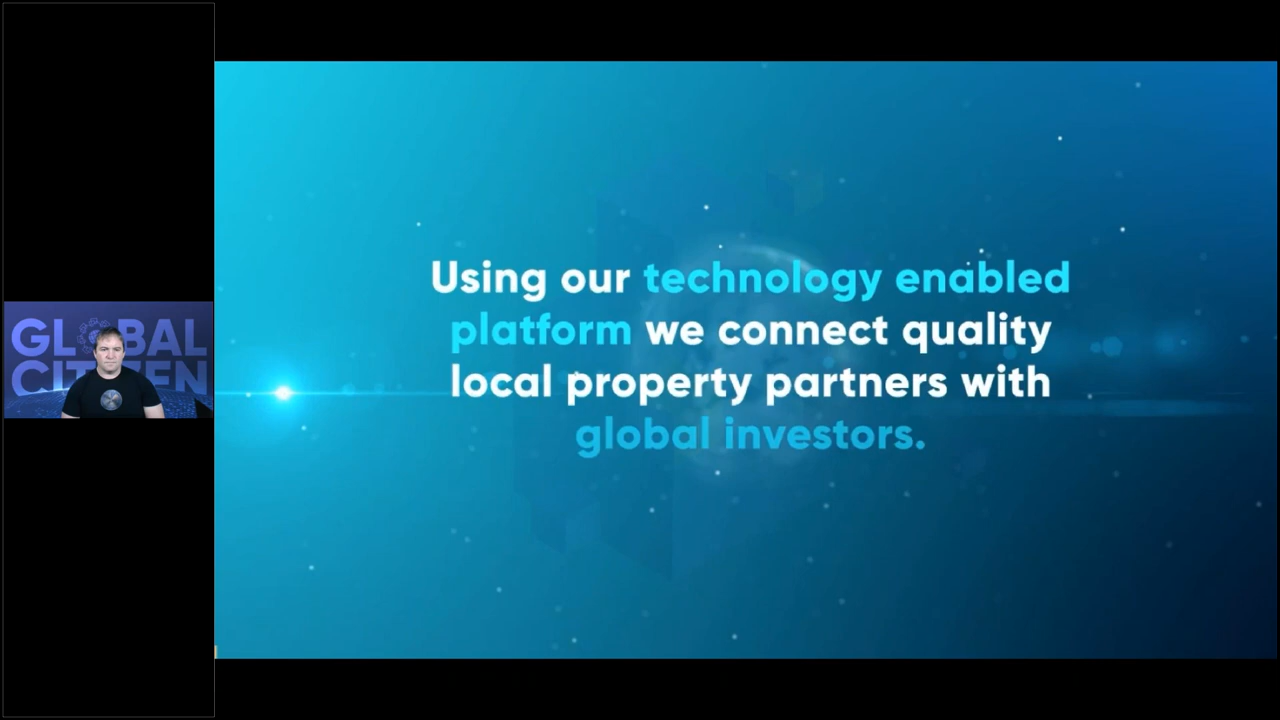 GLOBAL
CITIZEN
Using our technology enabled
platform we connect quality
local property partners with
global investors.